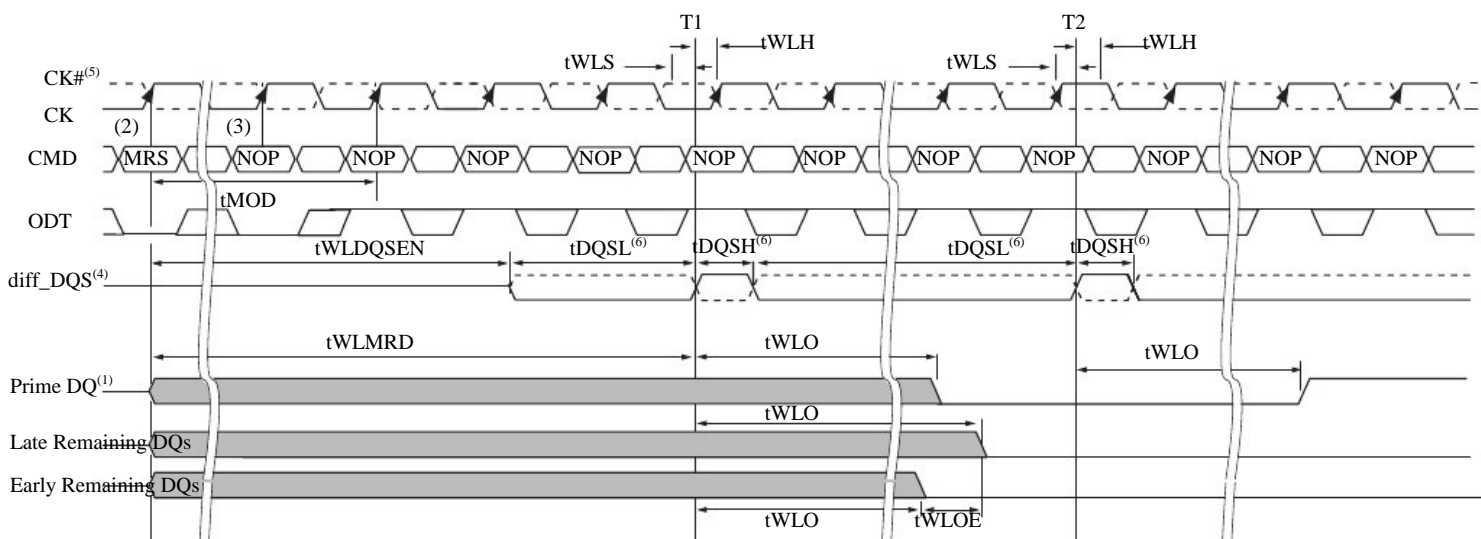 T1 T2
tWLH tWLH
tWLS tWLS
CK#(5)
CK
(2) (3)
CMD MRS NOP NOP NOP NOP NOP NOP NOP NOP NOP NOP NOP
tMOD
ODT
tWLDQSEN tDQSL(6) tDQSH(6) tDQSL(6) tDQSH(6)
diff_DQS(4)
tWLMRD tWLO tWLO
Prime DQ(1)
tWLO
Late Remaining DQs
Early Remaining DQs
tWLO tWLOE